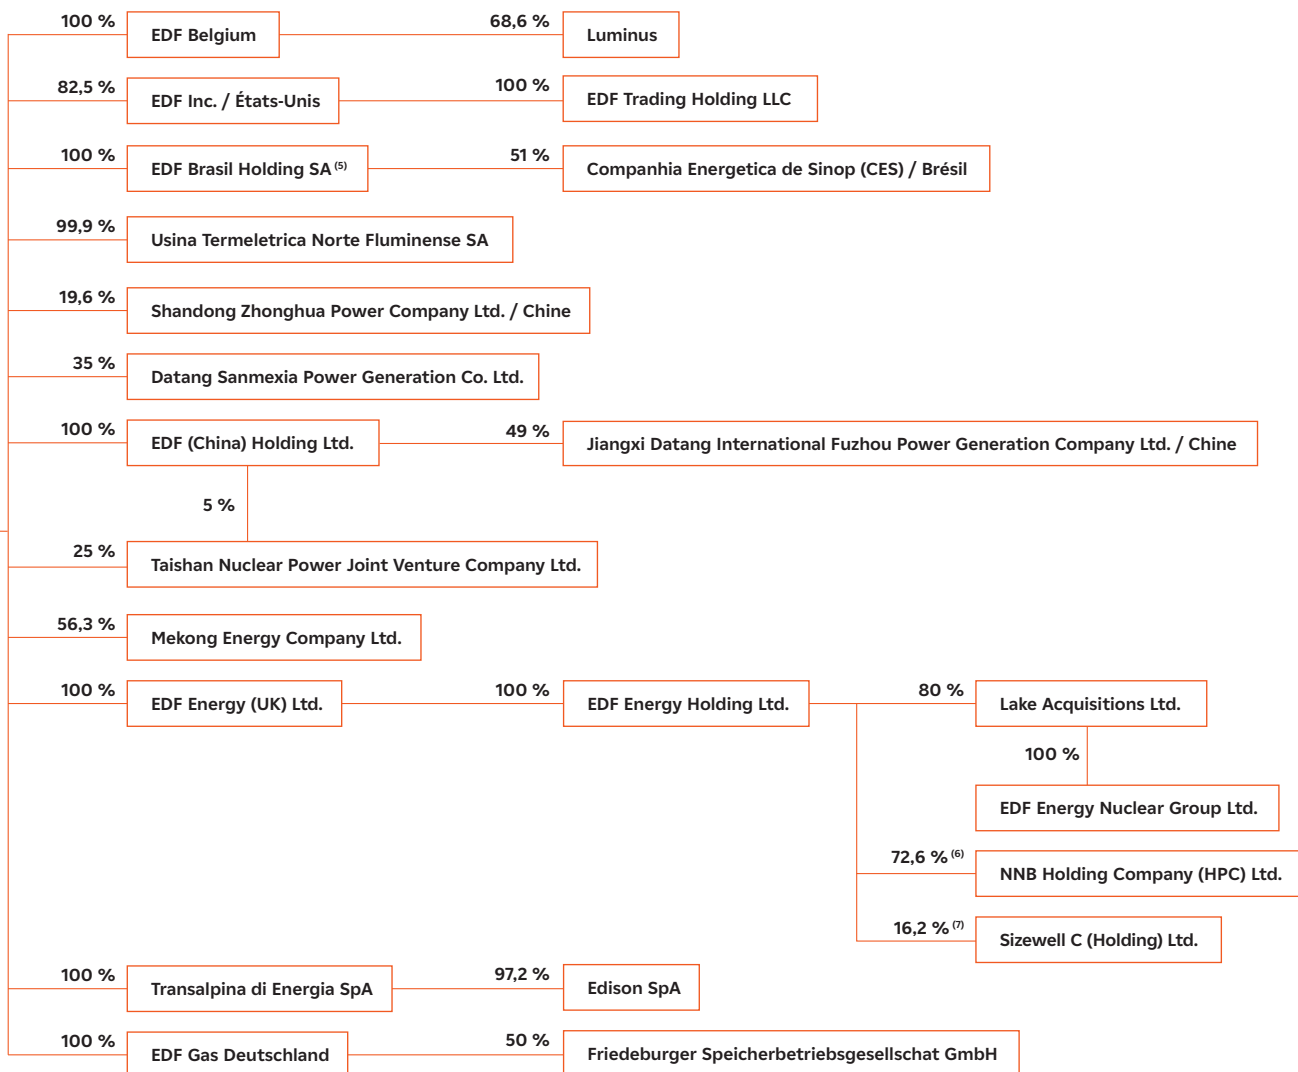 100 %
EDF Belgium
68,6 %
Luminus
82,5 %
EDF Inc. / États-Unis
100 %
EDF Trading Holding LLC
100 %
EDF Brasil Holding SA (5)
51 %
Companhia Energetica de Sinop (CES) / Brésil
99,9 %
Usina Termeletrica Norte Fluminense SA
19,6 %
Shandong Zhonghua Power Company Ltd. / Chine
35 %
Datang Sanmexia Power Generation Co. Ltd.
100 %
EDF (China) Holding Ltd.
49 %
Jiangxi Datang International Fuzhou Power Generation Company Ltd. / Chine
5 %
25 %
Taishan Nuclear Power Joint Venture Company Ltd.
56,3 %
Mekong Energy Company Ltd.
100 %
EDF Energy (UK) Ltd.
100 %
EDF Energy Holding Ltd.
80 %
Lake Acquisitions Ltd.
100 %
EDF Energy Nuclear Group Ltd.
72,6 % (6)
NNB Holding Company (HPC) Ltd.
16,2 % (7)
Sizewell C (Holding) Ltd.
100 %
Transalpina di Energia SpA
97,2 %
Edison SpA
100 %
EDF Gas Deutschland
50 %
Friedeburger Speicherbetriebsgesellschat GmbH